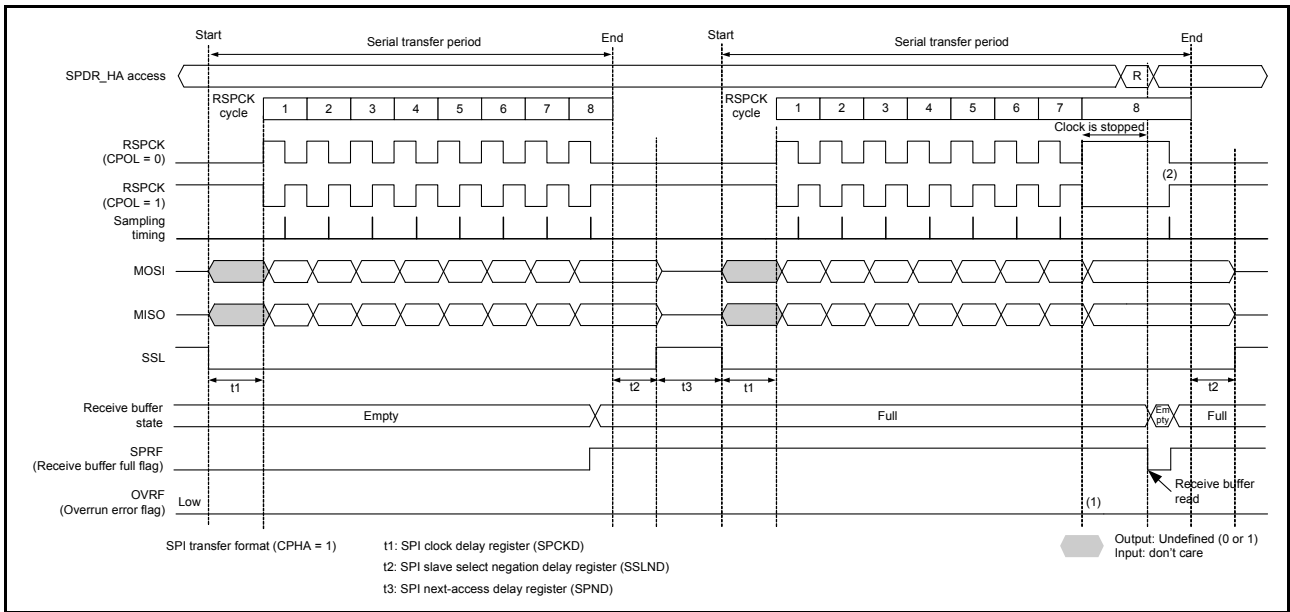 Start
Serial transfer period
End
Start
Serial transfer period
End
SPDR_HA access
R
RSPCK
cycle
1 2 3 4 5 6 7 8
RSPCK
cycle
1 2 3 4 5 6 7 8
Clock is stopped
RSPCK
(CPOL = 0)
(2)
RSPCK
(CPOL = 1)
Sampling
timing
MOSI
MISO
SSL
t1 t2 t3 t1 t2
Receive buffer
state
Empty
Full
Em
pty
Full
SPRF
(Receive buffer full flag)
Receive buffer
read
OVRF
(Overrun error flag)
Low
(1)
SPI transfer format (CPHA = 1)
t1: SPI clock delay register (SPCKD)
t2: SPI slave select negation delay register (SSLND)
t3: SPI next-access delay register (SPND)
Output: Undefined (0 or 1)
Input: don't care